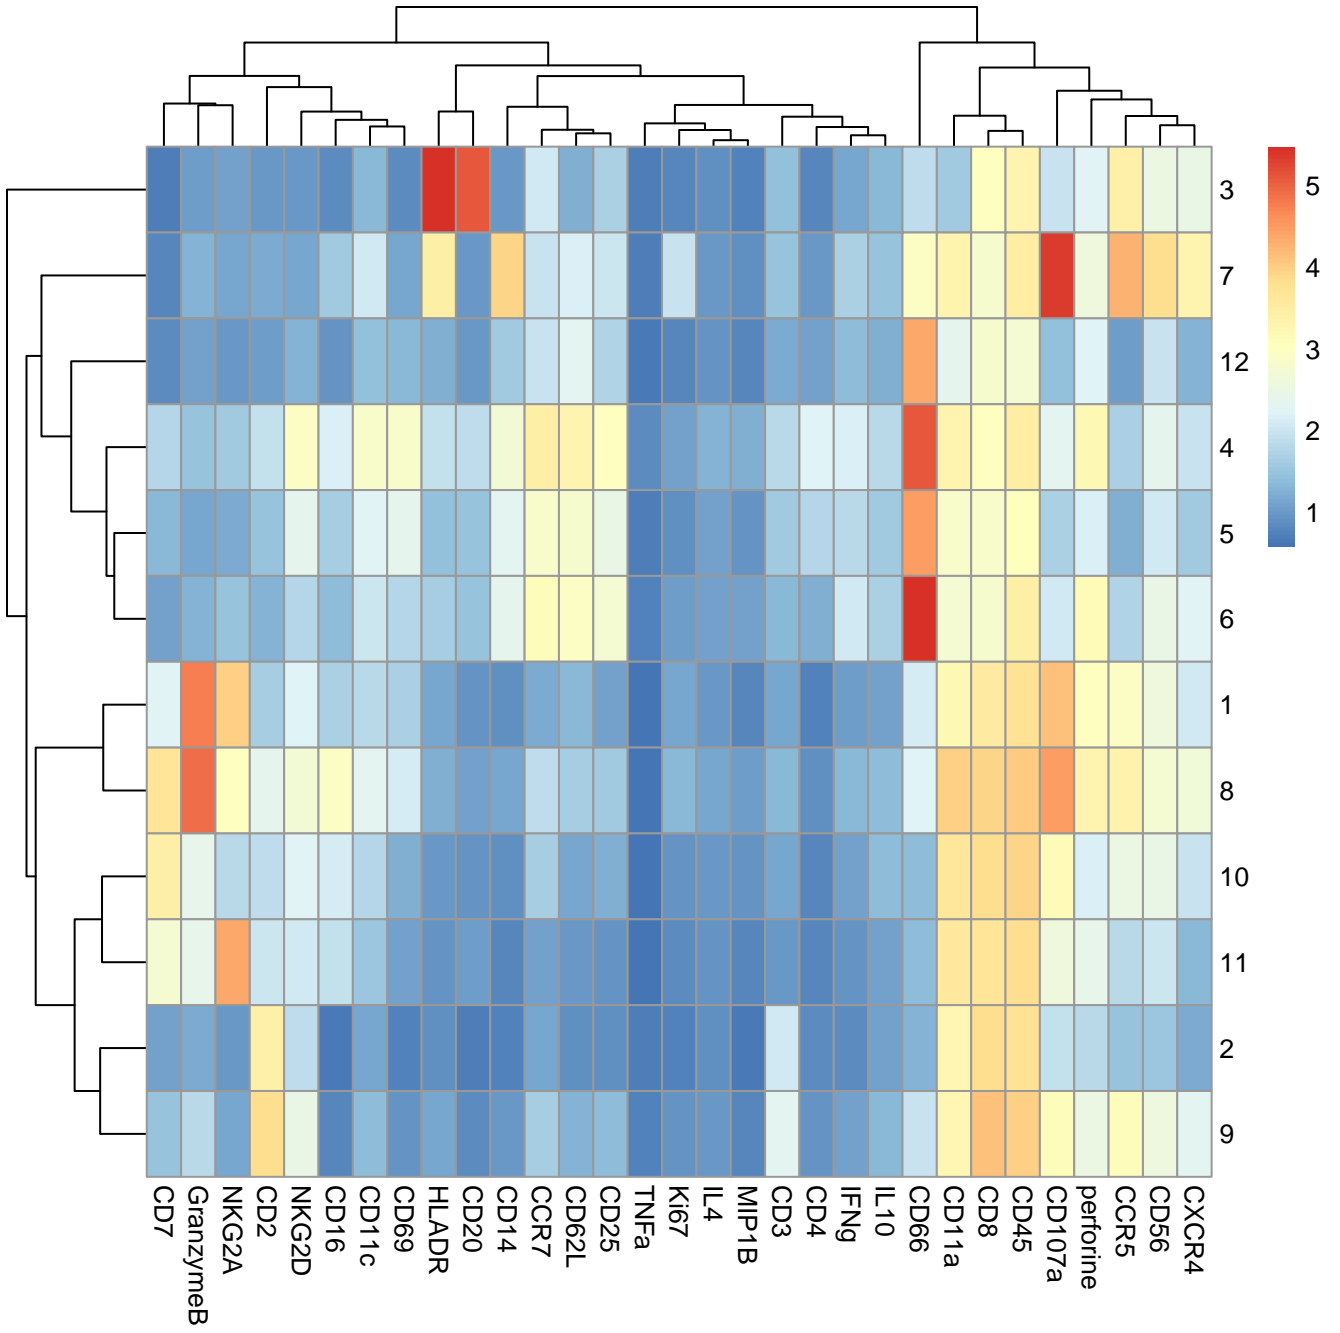 3
7
12
4
5
6
1
8
10
11
2
9
5
4
3
2
1
CD7
GranzymeB
NKG2A
CD2
NKG2D
CD16
CD11c
CD69
HLADR
CD20
CD14
CCR7
CD62L
CD25
TNFa
Ki67
IL4
MIP1B
CD3
CD4
IFNg
IL10
CD66
CD11a
CD8
CD45
CD107a
perforine
CCR5
CD56
CXCR4